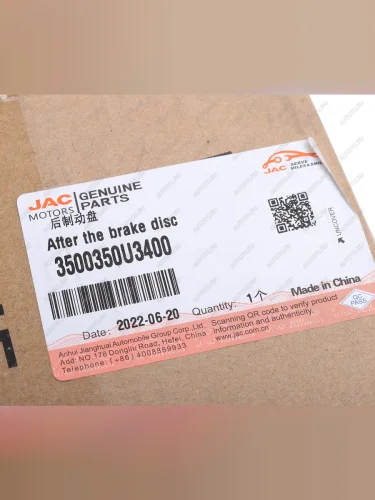 JAC MOTORS
GENUINE PARTS
JAC
SERVE
MILES&SMILES
后制动盘
After the brake disc
3500350U3400
UNCOVER
Date: 2022-06-20
Quantity: 1个
Made in China
QC PASS
Anhui Jianghuai Automobile Group Corp.,Ltd.
Add: NO.176 Dongliu Road, Hefei, China
Telephone: (+86) 4008889933
Scanning QR code to verify product
information and authenticity.
www.jac.com.cn